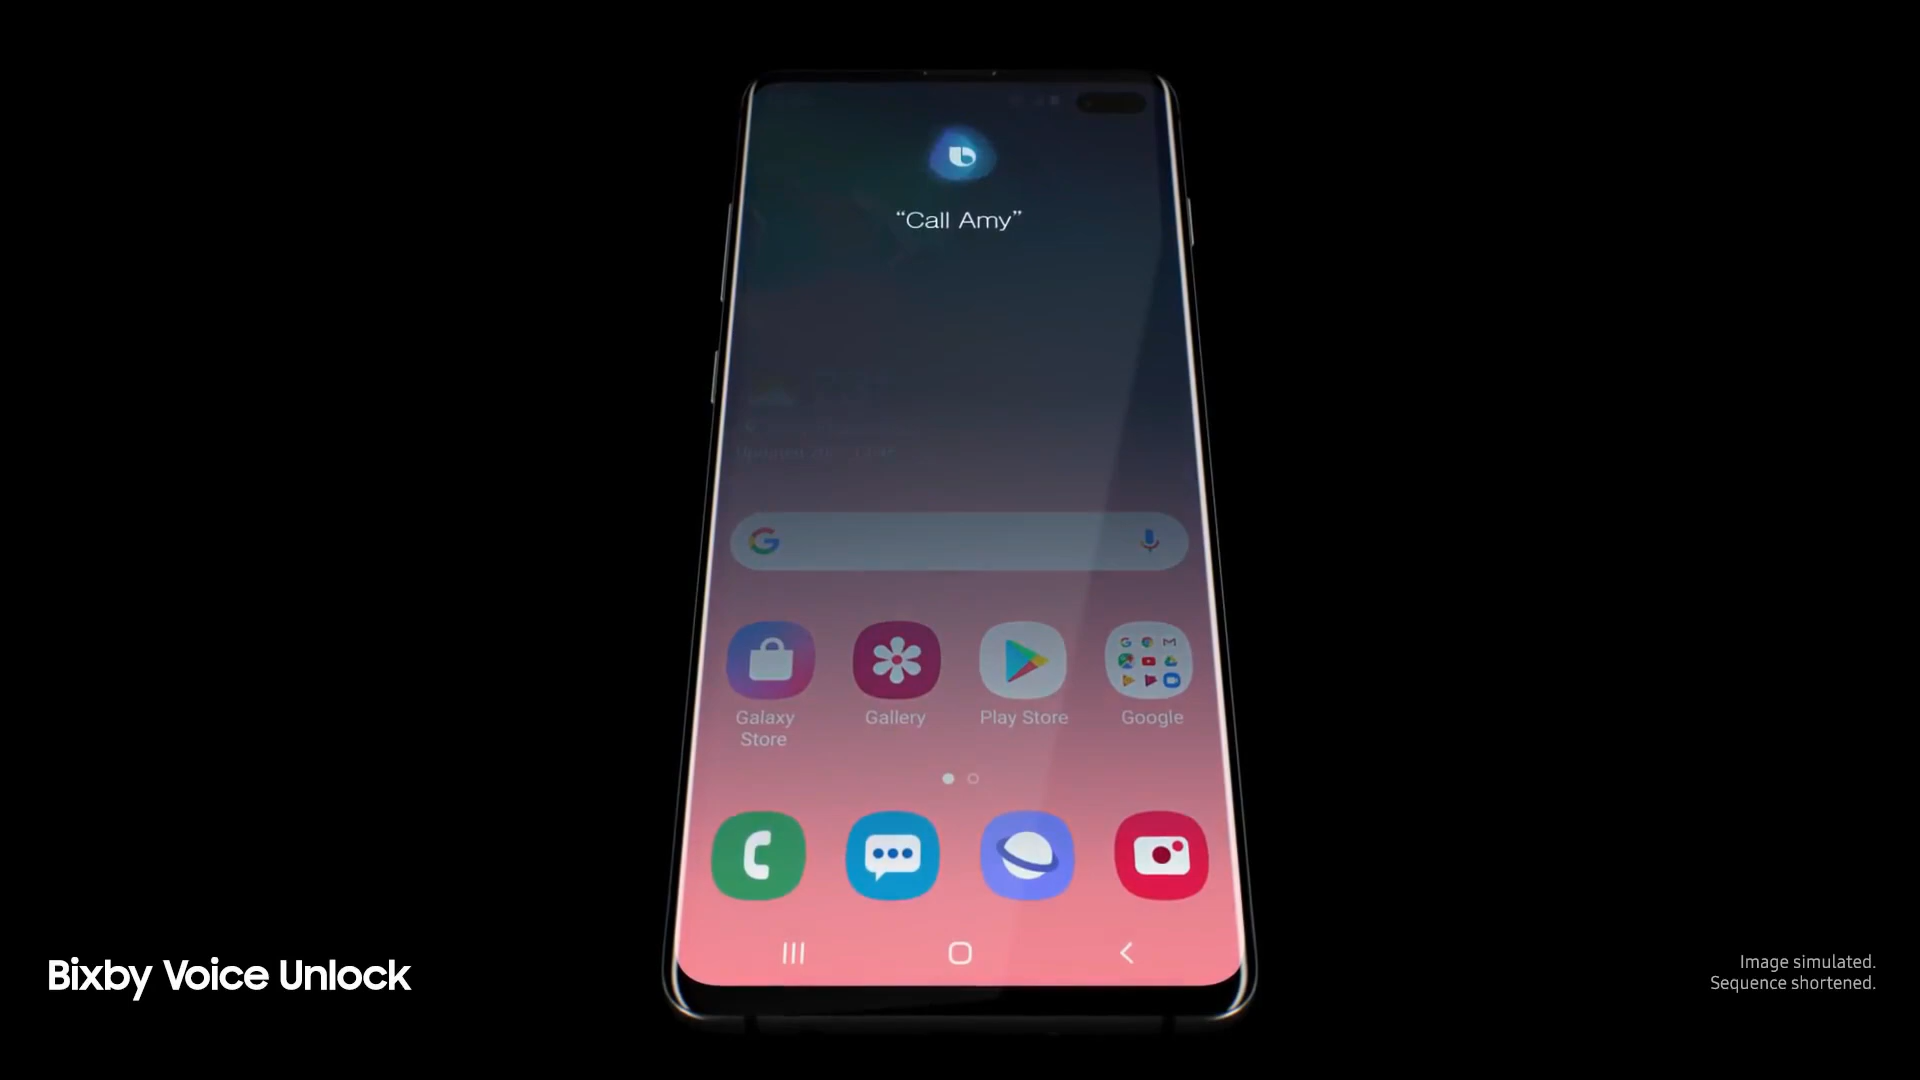 “Call Amy”
Galaxy
Store
Gallery
Play Store
Google
Bixby Voice Unlock
Image simulated.
Sequence shortened.